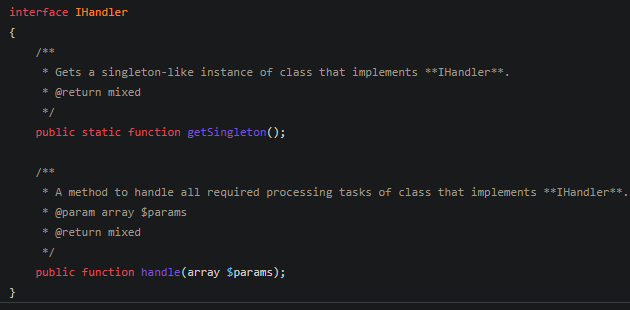 interface IHandler
{
    /**
     * Gets a singleton-like instance of class that implements **IHandler**.
     * @return mixed
     */
    public static function getSingleton();

    /**
     * A method to handle all required processing tasks of class that implements **IHandler**.
     * @param array $params
     * @return mixed
     */
    public function handle(array $params);
}